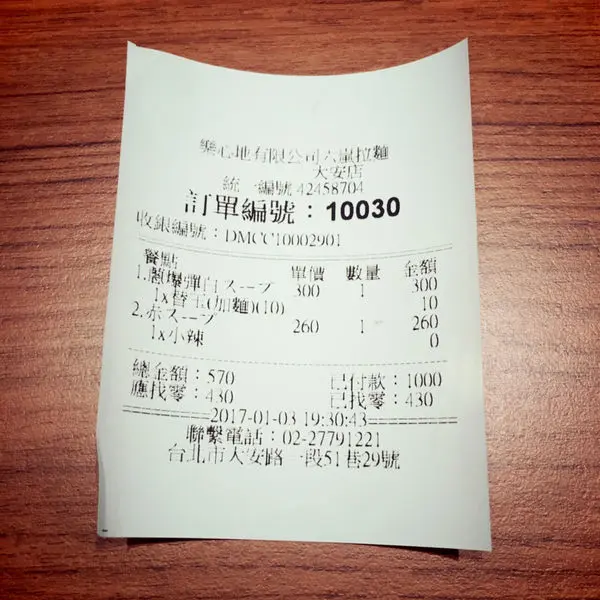 樂心地有限公司六嵐拉麵
大安店
統一編號 42458704
訂單編號：10030
收銀編號：DMCC10002901
餐點 單價 數量 金額
1.闇爆彈白スープ 300 1 300
1x替玉(加麵)(10) 10
2.赤スープ 260 1 260
1x小辣 0
總金額：570 已付款：1000
應找零：430 已找零：430
==========2017-01-03 19:30:43==========
聯繫電話：02-27791221
台北市大安路一段51巷29號